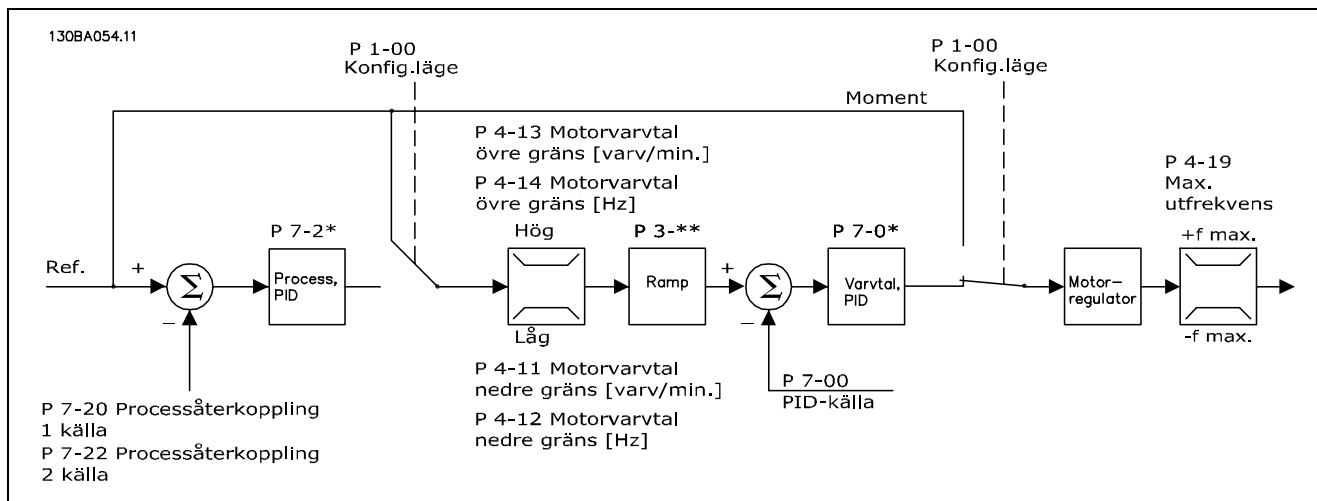 130BA054.11
P 1-00
Konfig.läge
P 1-00
Konfig.läge
Moment
P 4-13 Motorvarvtal
övre gräns [varv/min.]
P 4-14 Motorvarvtal
övre gräns [Hz]
P 4-19
Max.
utfrekvens
P 7-2*
Hög
P 3-**
P 7-0*
+f max.
Ref.
+
Σ
−
Process,
PID
Ramp
+
Σ
−
Varvtal,
PID
Motor-
regulator
Låg
-f max.
P 4-11 Motorvarvtal
nedre gräns [varv/min.]
P 4-12 Motorvarvtal
nedre gräns [Hz]
P 7-00
PID-källa
P 7-20 Processåterkoppling
1 källa
P 7-22 Processåterkoppling
2 källa